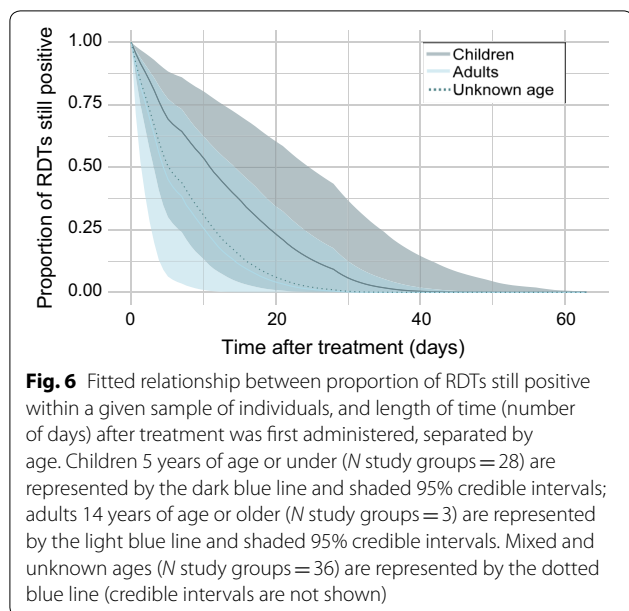 1.00
0.75
0.50
0.25
0.00
Proportion of RDTs still positive
Children
Adults
Unknown age
0 20 40 60
Time after treatment (days)
Fig. 6 Fitted relationship between proportion of RDTs still positive
within a given sample of individuals, and length of time (number
of days) after treatment was first administered, separated by
age. Children 5 years of age or under (N study groups = 28) are
represented by the dark blue line and shaded 95% credible intervals;
adults 14 years of age or older (N study groups = 3) are represented
by the light blue line and shaded 95% credible intervals. Mixed and
unknown ages (N study groups = 36) are represented by the dotted
blue line (credible intervals are not shown)